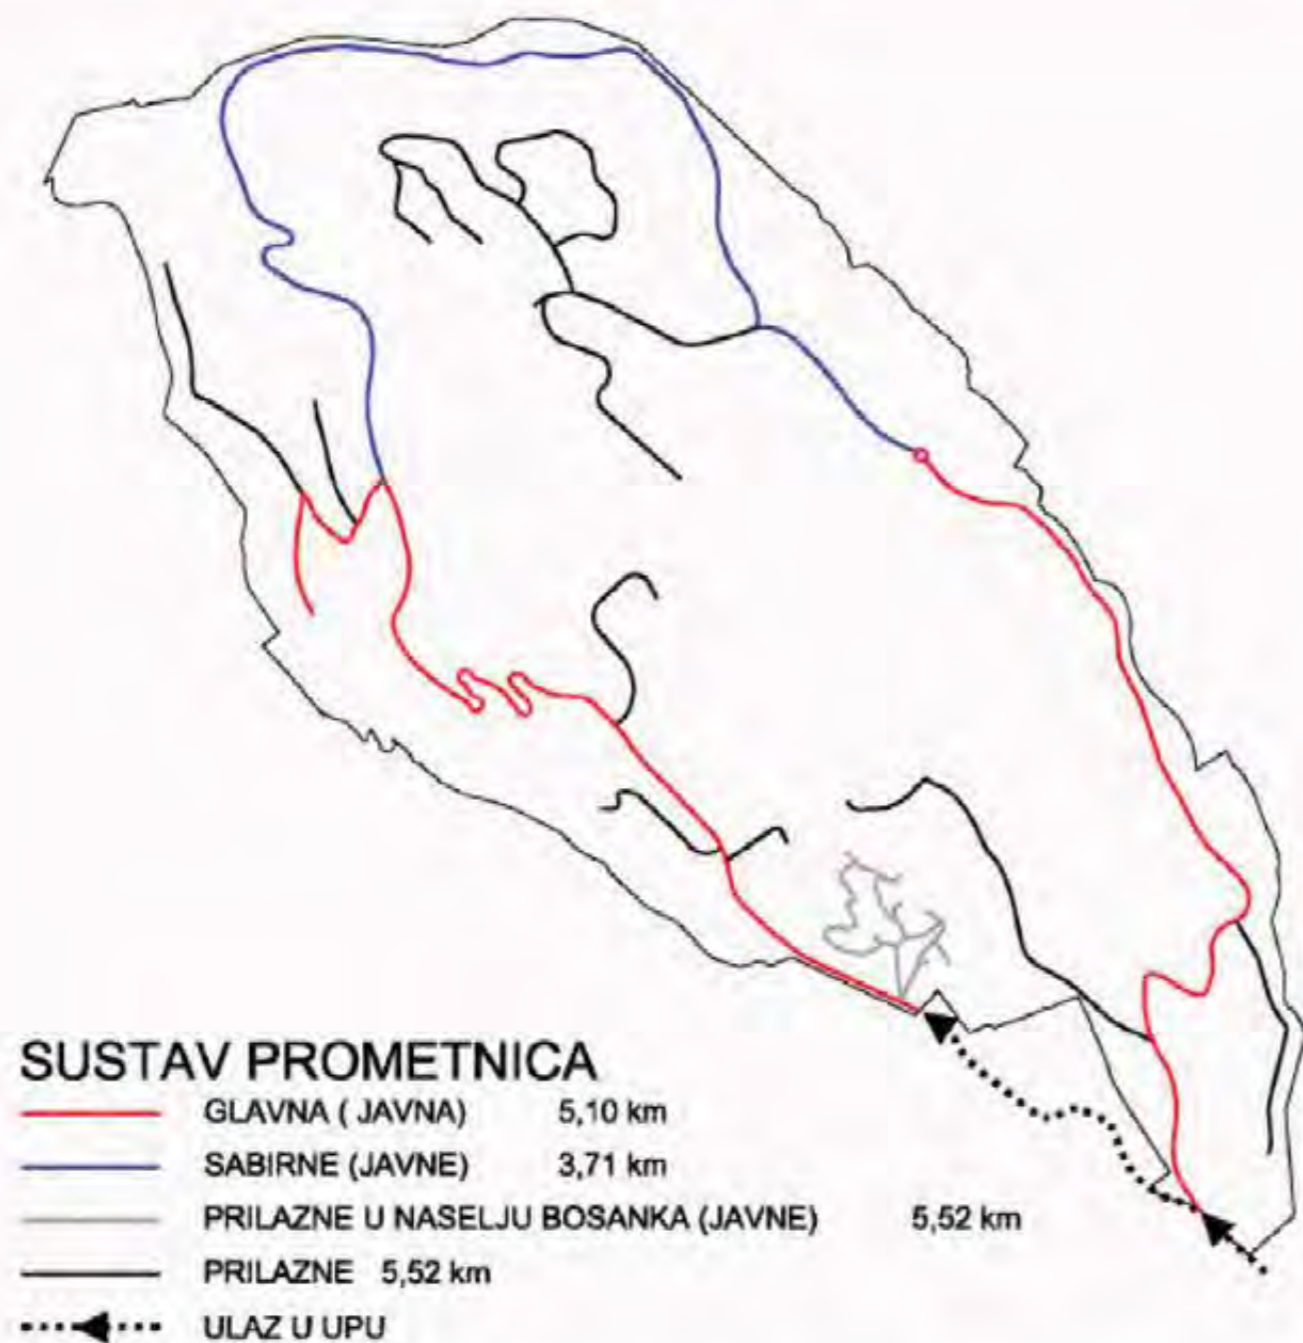 SUSTAV PROMETNICA
GLAVNA ( JAVNA) 5,10 km
SABIRNE (JAVNE) 3,71 km
PRILAZNE U NASELJU BOSANKA (JAVNE) 5,52 km
PRILAZNE 5,52 km
ULAZ U UPU